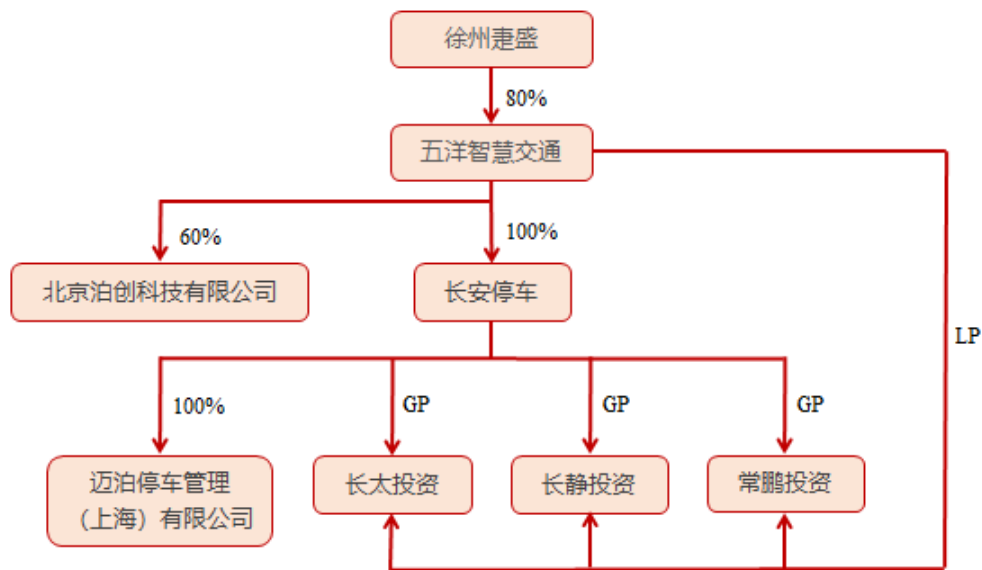 徐州疌盛
80%
五洋智慧交通
60%
100%
北京泊创科技有限公司
长安停车
LP
100%
GP
GP
GP
迈泊停车管理
（上海）有限公司
长太投资
长静投资
常鹏投资